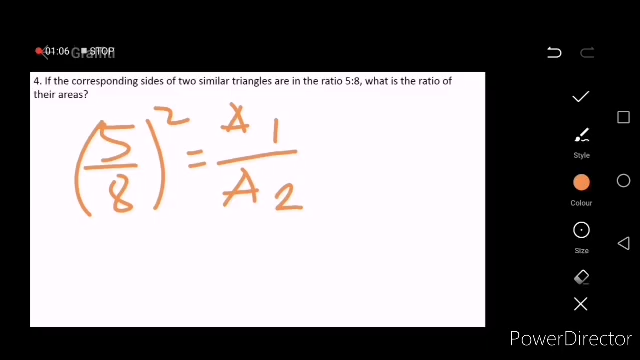 01:06 STOP
Graffiti
4. If the corresponding sides of two similar triangles are in the ratio 5:8, what is the ratio of
their areas?
(5/8)² = A₁/A₂
Style
Colour
Size
PowerDirector